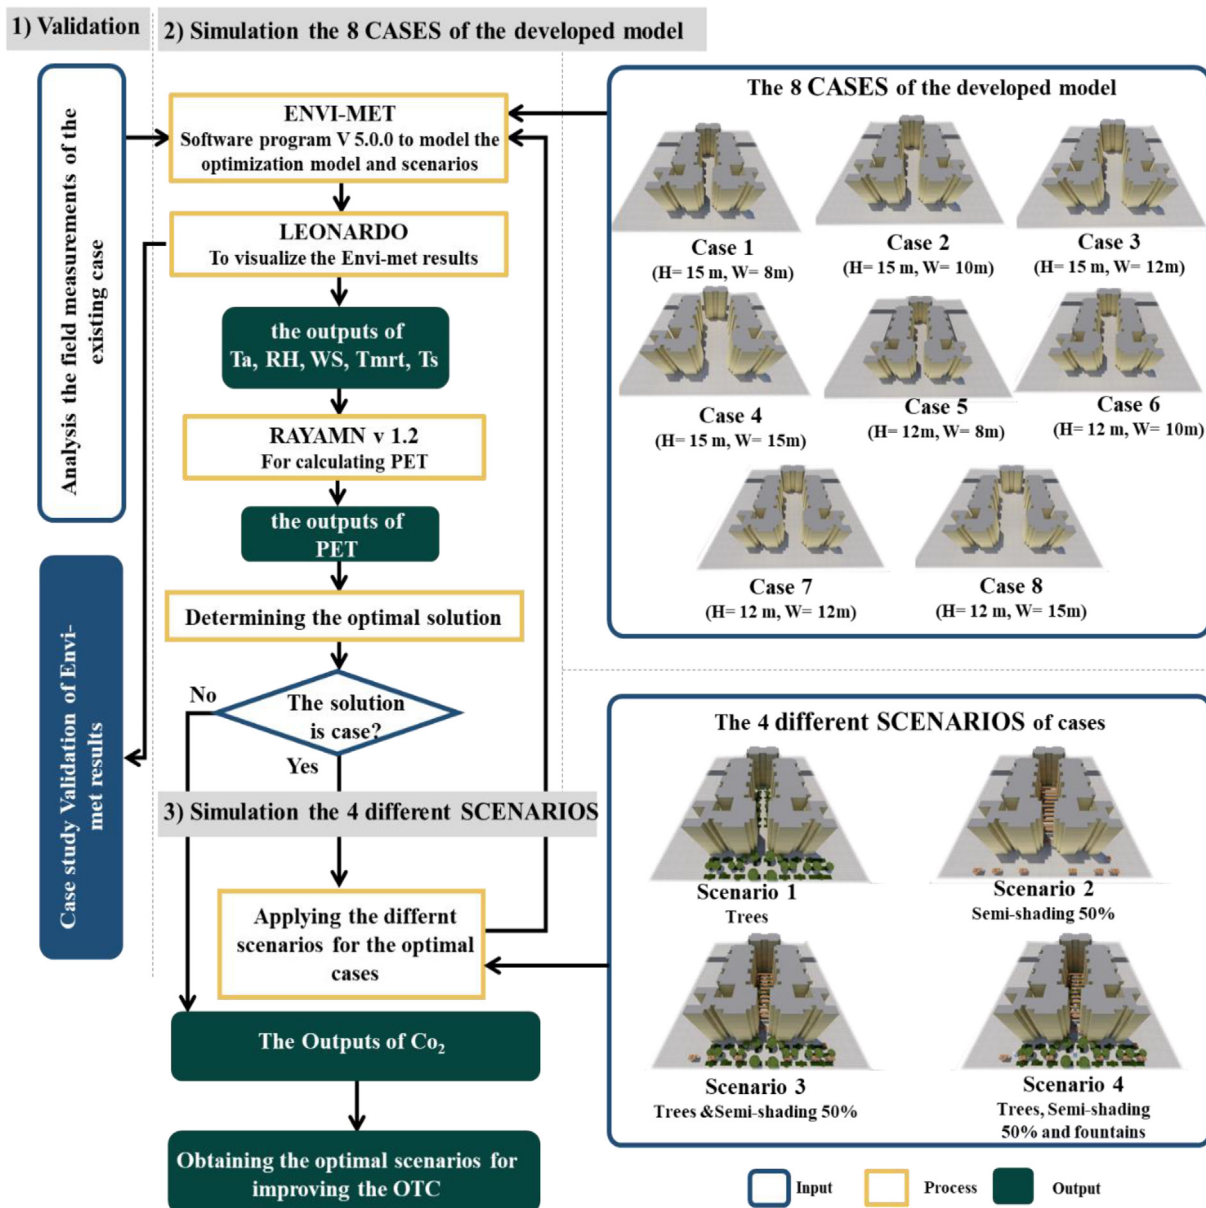 1) Validation
2) Simulation the 8 CASES of the developed model
Analysis the field measurements of the
existing case
Case study Validation of Envi-
met results
ENVI-MET
Software program V 5.0.0 to model the
optimization model and scenarios
LEONARDO
To visualize the Envi-met results
the outputs of
Ta, RH, WS, Tmrt, Ts
RAYAMN v 1.2
For calculating PET
the outputs of
PET
Determining the optimal solution
The solution
is case?
No
Yes
3) Simulation the 4 different SCENARIOS
Applying the differnt
scenarios for the optimal
cases
The Outputs of Co₂
Obtaining the optimal scenarios for
improving the OTC
The 8 CASES of the developed model
Case 1
(H= 15 m, W= 8m)
Case 2
(H= 15 m, W= 10m)
Case 3
(H= 15 m, W= 12m)
Case 4
(H= 15 m, W= 15m)
Case 5
(H= 12m, W= 8m)
Case 6
(H= 12 m, W= 10m)
Case 7
(H= 12 m, W= 12m)
Case 8
(H= 12 m, W= 15m)
The 4 different SCENARIOS of cases
Scenario 1
Trees
Scenario 2
Semi-shading 50%
Scenario 3
Trees &Semi-shading 50%
Scenario 4
Trees, Semi-shading
50% and fountains
Input
Process
Output